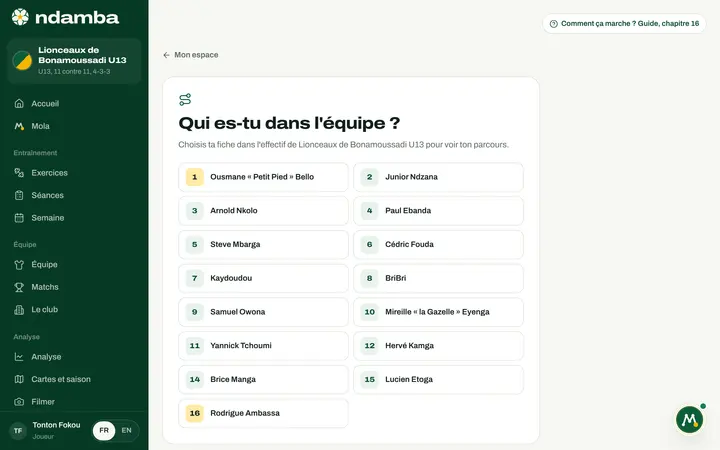 ndamba
Comment ça marche ? Guide, chapitre 16
Lionceaux de
Bonamoussadi U13
U13, 11 contre 11, 4-3-3
Accueil
Mola
Entraînement
Exercices
Séances
Semaine
Équipe
Équipe
Matchs
Le club
Analyse
Analyse
Cartes et saison
Filmer
TF
Tonton Fokou
Joueur
FR
EN
← Mon espace
Qui es-tu dans l'équipe ?
Choisis ta fiche dans l'effectif de Lionceaux de Bonamoussadi U13 pour voir ton parcours.
1 Ousmane « Petit Pied » Bello
2 Junior Ndzana
3 Arnold Nkolo
4 Paul Ebanda
5 Steve Mbarga
6 Cédric Fouda
7 Kaydoudou
8 BriBri
9 Samuel Owona
10 Mireille « la Gazelle » Eyenga
11 Yannick Tchoumi
12 Hervé Kamga
14 Brice Manga
15 Lucien Etoga
16 Rodrigue Ambassa